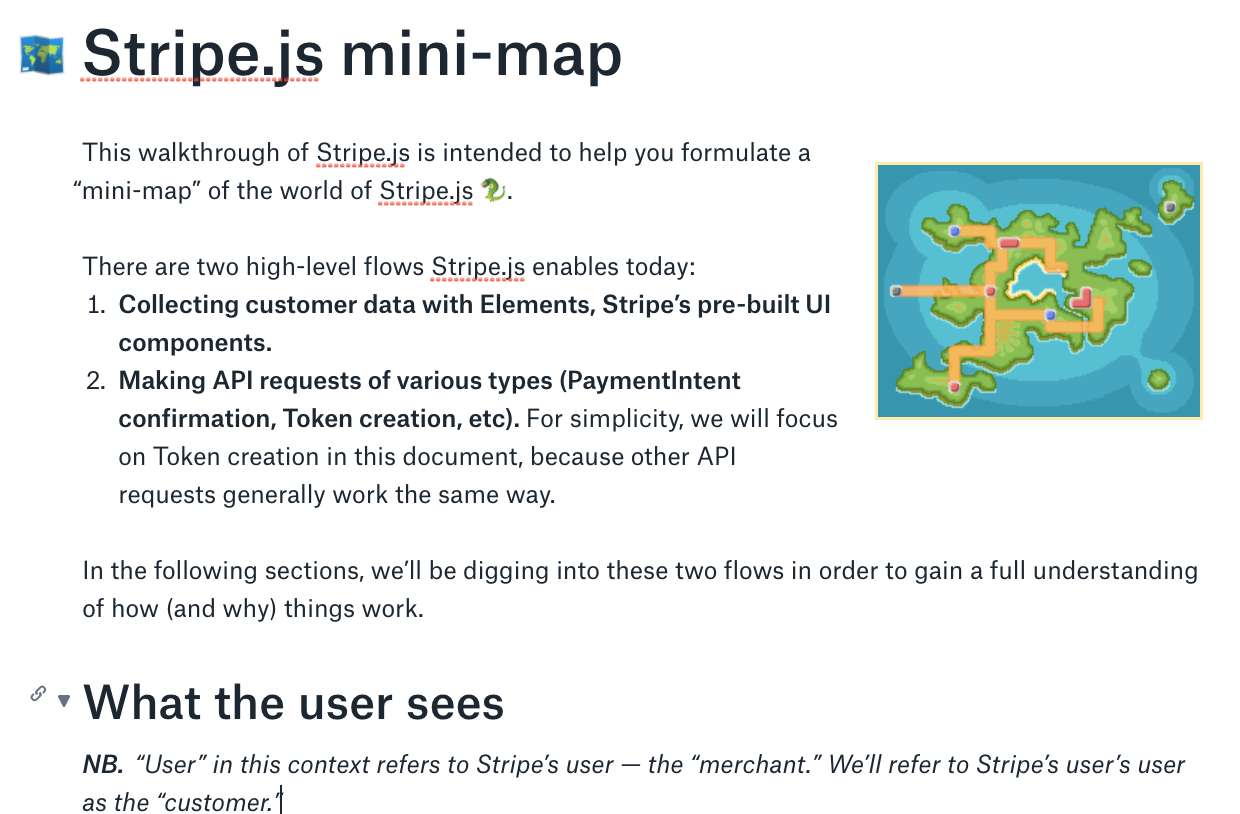 Stripe.js mini-map
This walkthrough of Stripe.js is intended to help you formulate a
“mini-map” of the world of Stripe.js 🐉.
There are two high-level flows Stripe.js enables today:
1. Collecting customer data with Elements, Stripe’s pre-built UI
components.
2. Making API requests of various types (PaymentIntent
confirmation, Token creation, etc). For simplicity, we will focus
on Token creation in this document, because other API
requests generally work the same way.
In the following sections, we’ll be digging into these two flows in order to gain a full understanding
of how (and why) things work.
What the user sees
NB. “User” in this context refers to Stripe’s user — the “merchant.” We’ll refer to Stripe’s user’s user
as the “customer.”